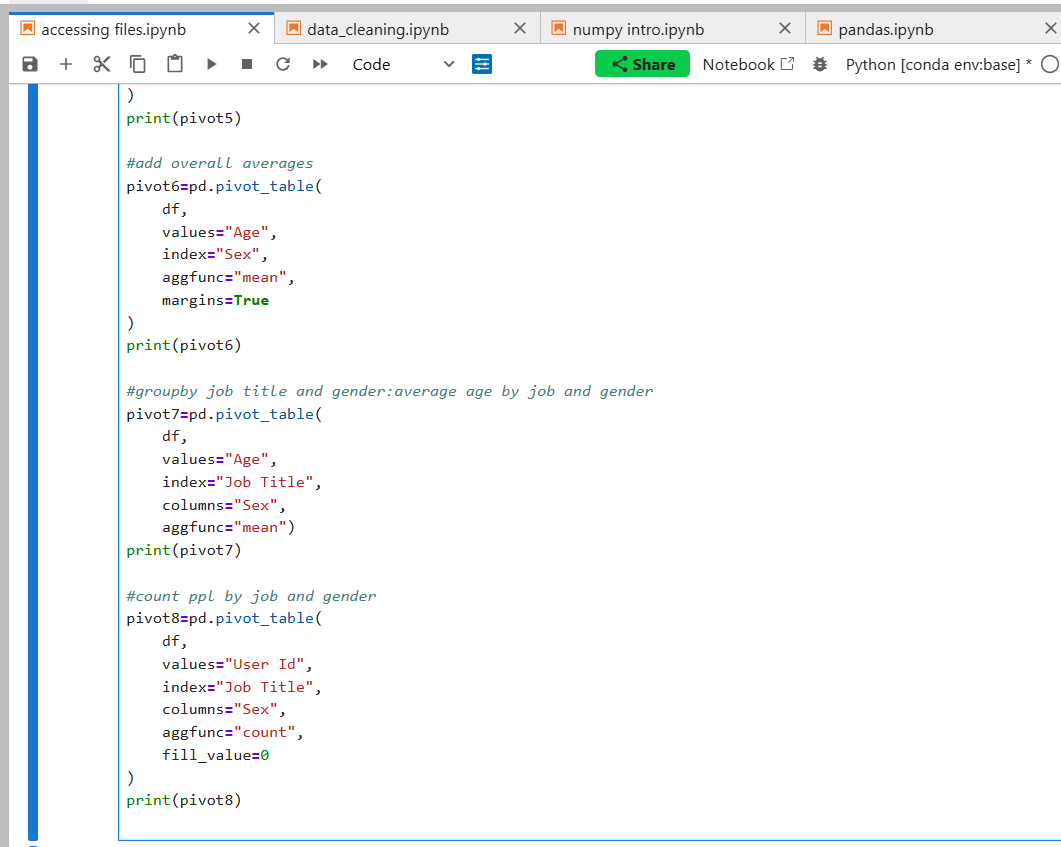 accessing files.ipynb
data_cleaning.ipynb
numpy intro.ipynb
pandas.ipynb
Code
Share
Notebook
Python [conda env:base] *
)
print(pivot5)
#add overall averages
pivot6=pd.pivot_table(
df,
values="Age",
index="Sex",
aggfunc="mean",
margins=True
)
print(pivot6)
#groupby job title and gender:average age by job and gender
pivot7=pd.pivot_table(
df,
values="Age",
index="Job Title",
columns="Sex",
aggfunc="mean")
print(pivot7)
#count ppl by job and gender
pivot8=pd.pivot_table(
df,
values="User Id",
index="Job Title",
columns="Sex",
aggfunc="count",
fill_value=0
)
print(pivot8)